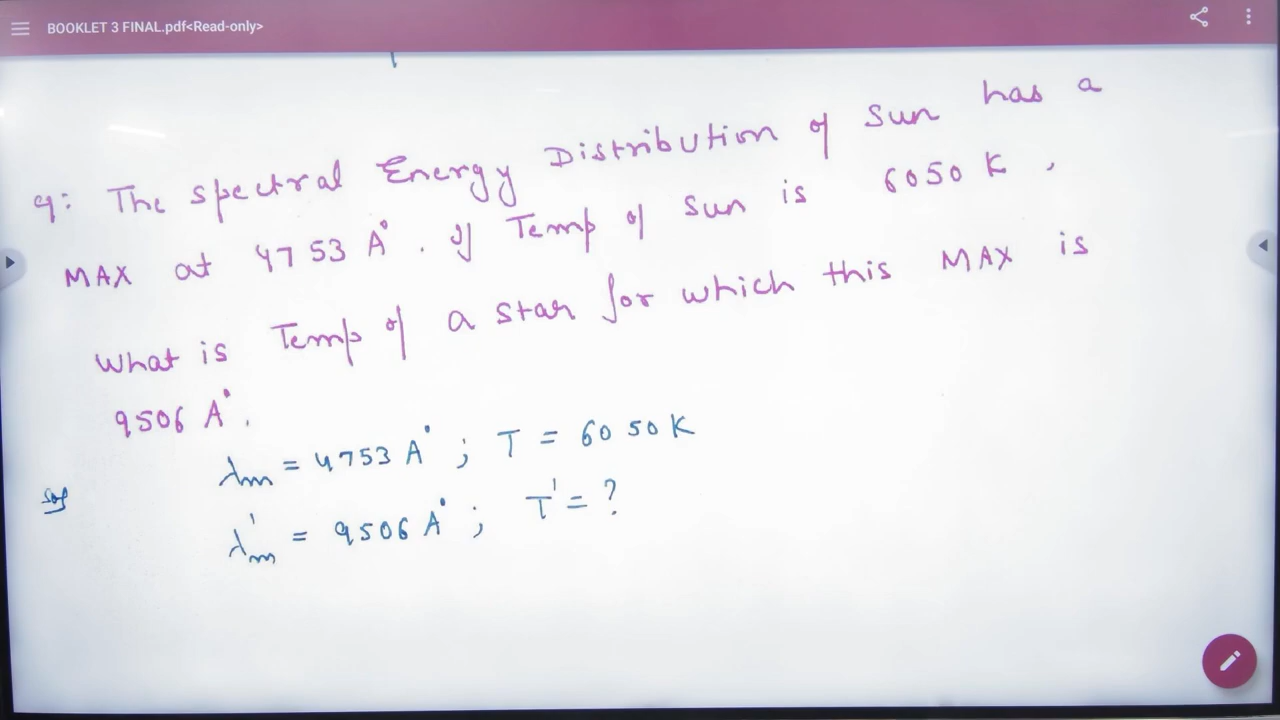 BOOKLET 3 FINAL.pdf<Read-only>
q: The spectral Energy Distribution of Sun has a
MAX at 4753 A°. If Temp of Sun is 6050 K,
What is Temp of a star for which this MAX is
9506 A°.
Sol λm = 4753 A° ; T = 6050 K
λ'm = 9506 A° ; T' = ?